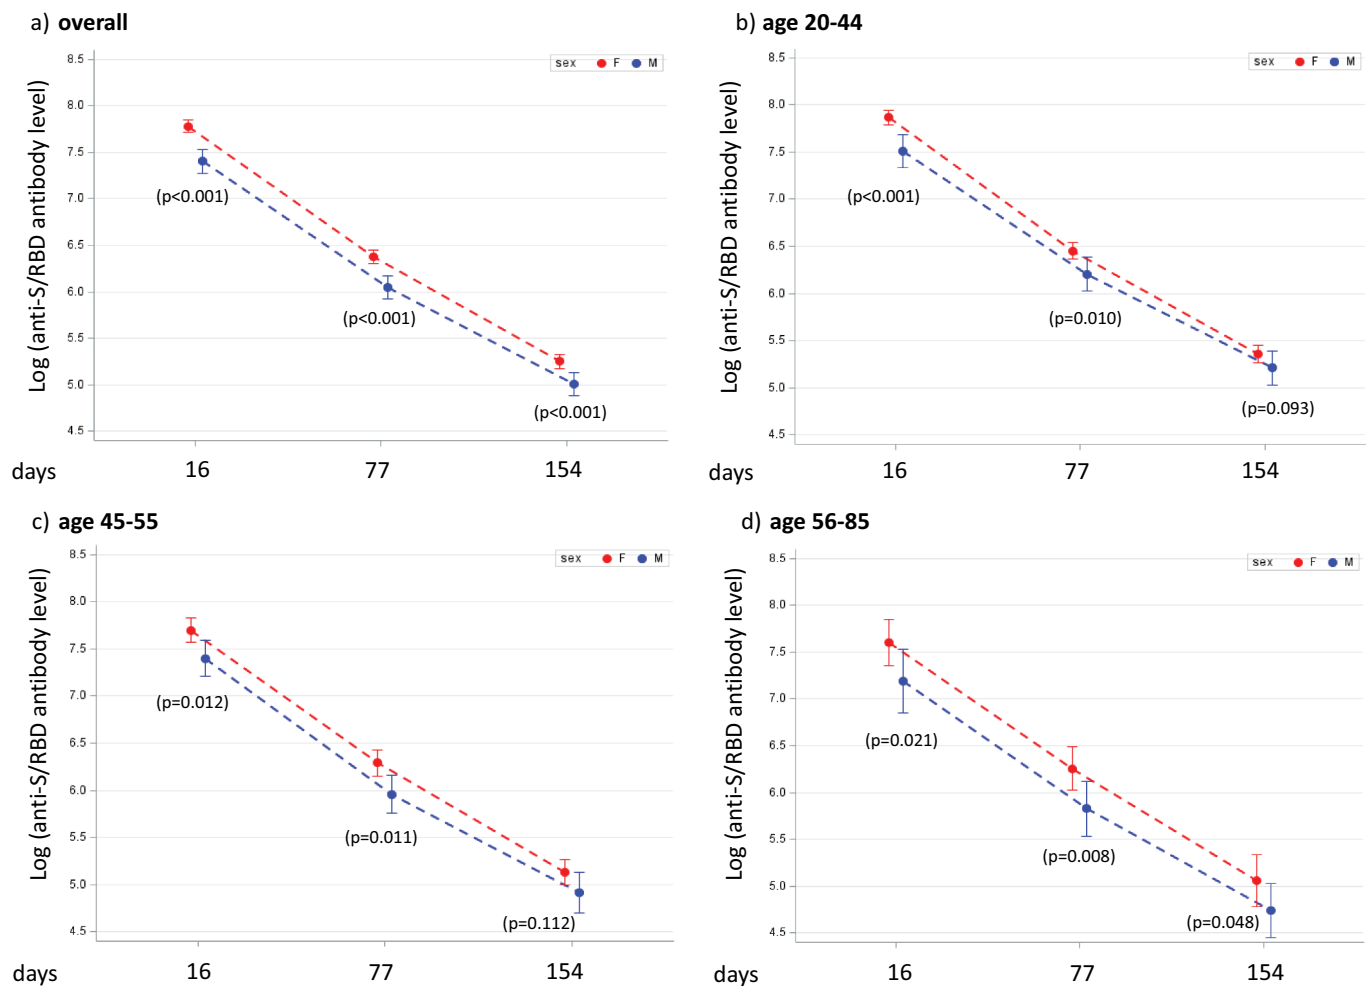 a) overall
sex F M
Log (anti-S/RBD antibody level)
8.5
8.0
7.5
7.0
6.5
6.0
5.5
5.0
4.5
(p<0.001)
(p<0.001)
(p<0.001)
days 16 77 154
b) age 20-44
sex F M
Log (anti-S/RBD antibody level)
8.5
8.0
7.5
7.0
6.5
6.0
5.5
5.0
4.5
(p<0.001)
(p=0.010)
(p=0.093)
16 77 154
c) age 45-55
sex F M
Log (anti-S/RBD antibody level)
8.5
8.0
7.5
7.0
6.5
6.0
5.5
5.0
4.5
(p=0.012)
(p=0.011)
(p=0.112)
days 16 77 154
d) age 56-85
sex F M
Log (anti-S/RBD antibody level)
8.5
8.0
7.5
7.0
6.5
6.0
5.5
5.0
4.5
(p=0.021)
(p=0.008)
(p=0.048)
days 16 77 154